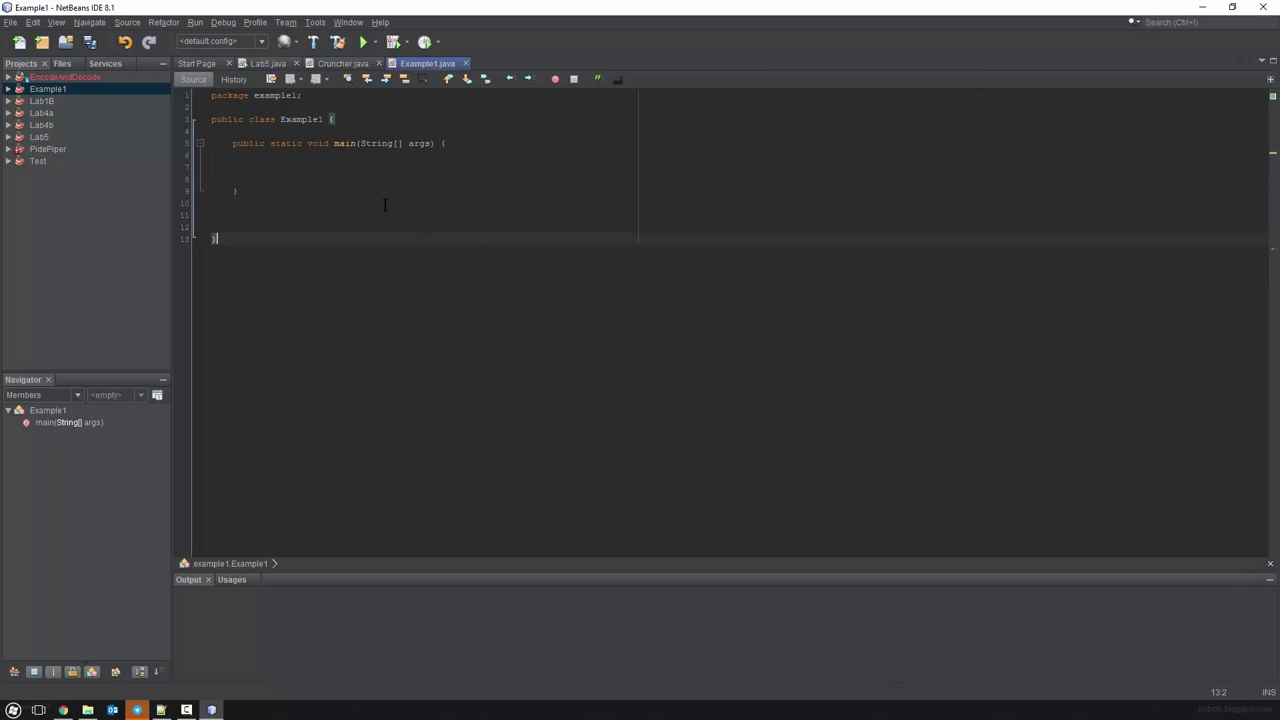 Example1 - NetBeans IDE 8.1
File Edit View Navigate Source Refactor Run Debug Profile Team Tools Window Help
Search (Ctrl+I)
<default config>
Projects Files Services
Start Page Lab5.java Cruncher.java Example1.java
Source History
EncodeAndDecode
Example1
Lab1B
Lab4a
Lab4b
Lab5
PidePiper
Test
1 package example1;
2
3 public class Example1 {
4
5 public static void main(String[] args) {
6
7
8
9 }
10
11
12
13 }
Navigator
Members <empty>
Example1
main(String[] args)
example1.Example1
Output Usages
13:2 INS